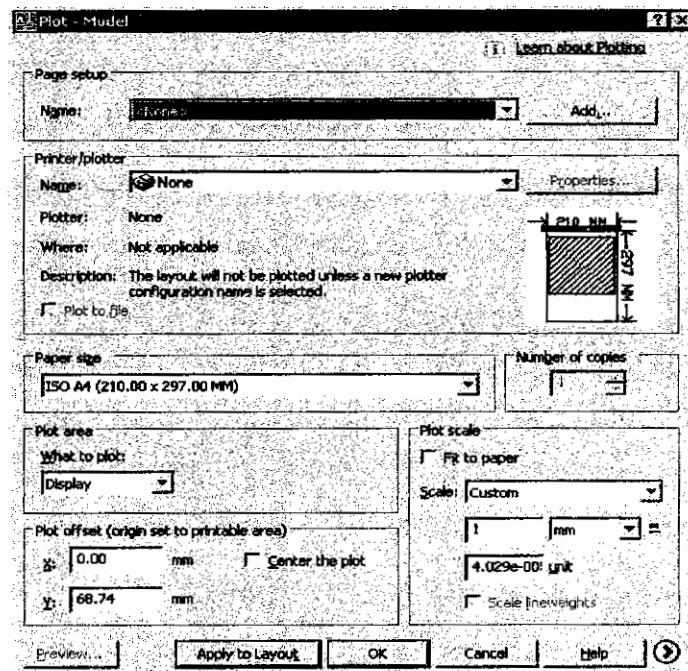 Plot - Model
Learn about Plotting
Page setup
Name:
Add...
Printer/plotter
Name: None
Properties...
Plotter: None
Where: Not applicable
Description: The layout will not be plotted unless a new plotter
configuration name is selected.
Plot to file
210 MM
297 MM
Paper size
ISO A4 (210.00 x 297.00 MM)
Number of copies
1
Plot area
What to plot:
Display
Plot scale
Fit to paper
Scale: Custom
1 mm =
4.029e-00 unit
Scale lineweights
Plot offset (origin set to printable area)
X: 0.00 mm
Center the plot
Y: 68.74 mm
Preview...
Apply to Layout
OK
Cancel
Help